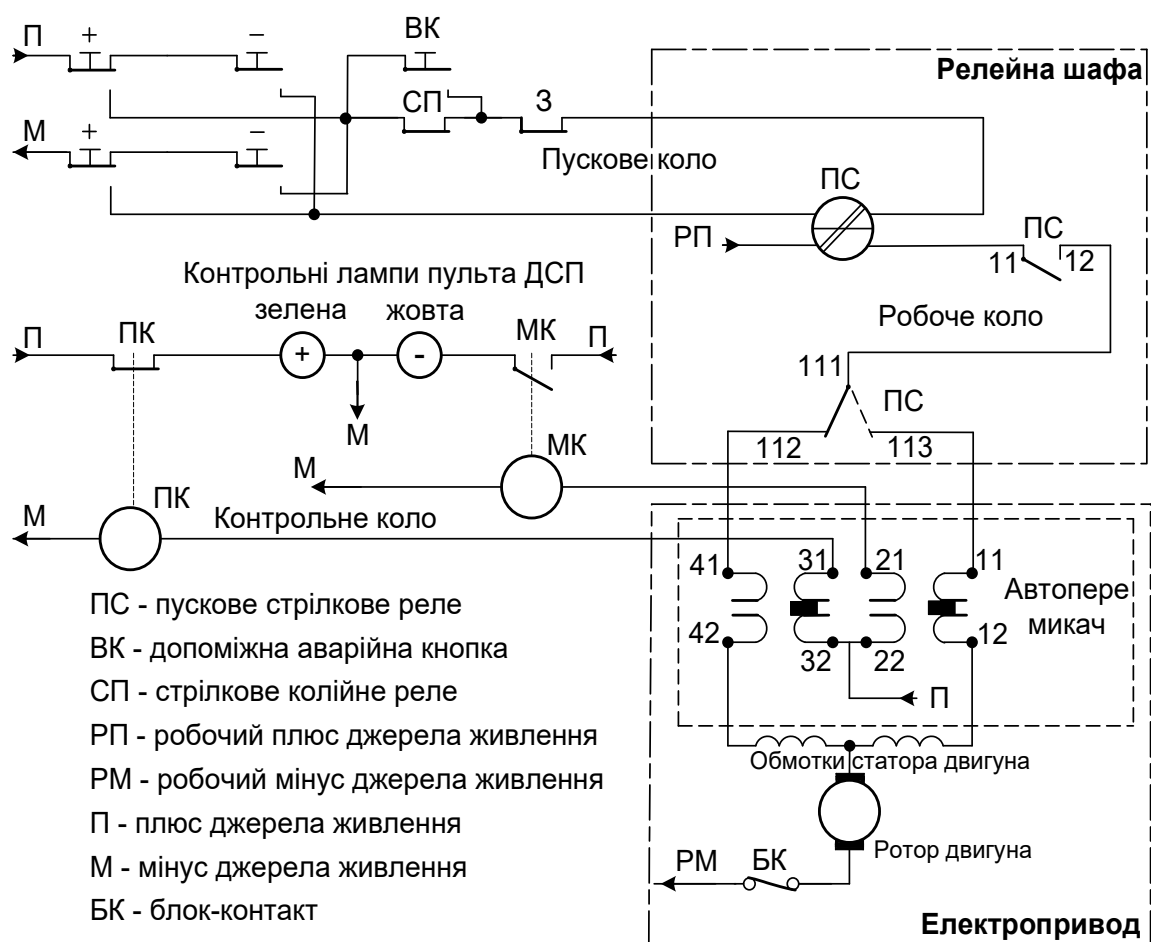 П + – ВК
Релейна шафа
СП З
М + –
Пускове коло
ПС
РП ПС
11 12
Контрольні лампи пульта ДСП
зелена жовта
Робоче коло
П ПК + - МК П
111
ПС
М
112 113
М МК
ПК
М Контрольне коло
41 31 21 11
Автопере
микач
42 32 22 12
П
ПС - пускове стрілкове реле
ВК - допоміжна аварійна кнопка
СП - стрілкове колійне реле
РП - робочий плюс джерела живлення
РМ - робочий мінус джерела живлення
П - плюс джерела живлення
М - мінус джерела живлення
БК - блок-контакт
Обмотки статора двигуна
Ротор двигуна
РМ БК
Електропривод